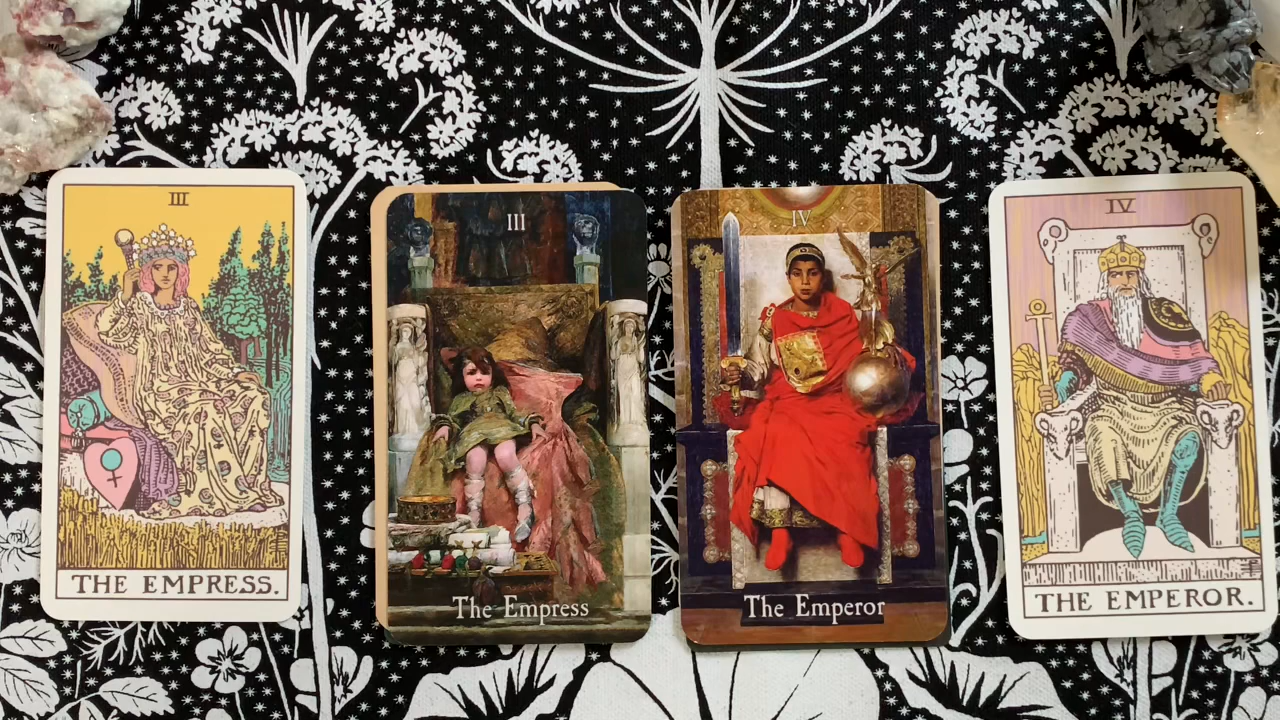 III
THE EMPRESS.
III
The Empress
IV
The Emperor
IV
THE EMPEROR.